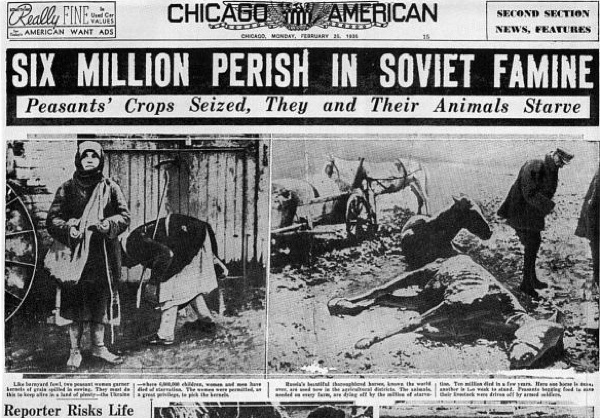 Really FINE In Used Car VALUES
AMERICAN WANT ADS
CHICAGO AMERICAN
CHICAGO, MONDAY, FEBRUARY 25, 1935
15
SECOND SECTION
NEWS, FEATURES
SIX MILLION PERISH IN SOVIET FAMINE
Peasants' Crops Seized, They and Their Animals Starve
Like barnyard fowl, two peasant women garner
kernels of grain spilled in sowing. They must do
this to keep alive in a land of plenty—the Ukraine
—where 6,000,000 children, women and men have
died of starvation. The women were permitted, as
a great privilege, to pick the kernels.
Russia's beautiful thoroughbred horses, known the world
over, are used now in the agricultural districts. The animals,
needed on every farm, are dying off by the million of starva-
tion. Ten million died in a few years. Here one horse is down,
another is too weak to stand. Peasants begging food to save
their livestock were driven off by armed soldiers.
Reporter Risks Life